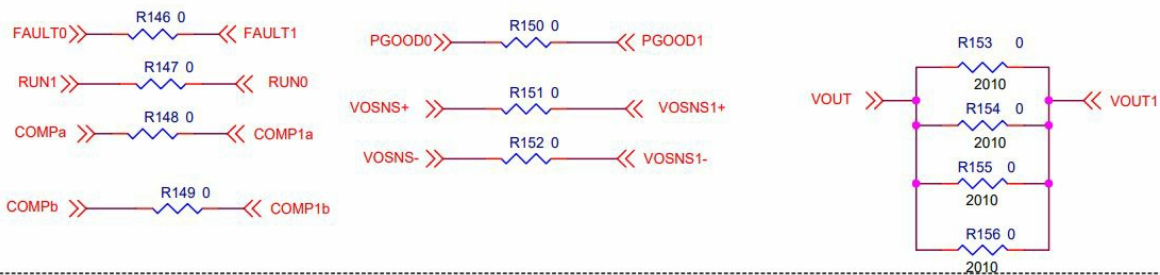 R146 0
FAULT0 FAULT1
R147 0
RUN1 RUN0
R148 0
COMPa COMP1a
R149 0
COMPb COMP1b
R150 0
PGOOD0 PGOOD1
R151 0
VOSNS+ VOSNS1+
R152 0
VOSNS- VOSNS1-
R153 0
2010
VOUT VOUT1
R154 0
2010
R155 0
2010
R156 0
2010